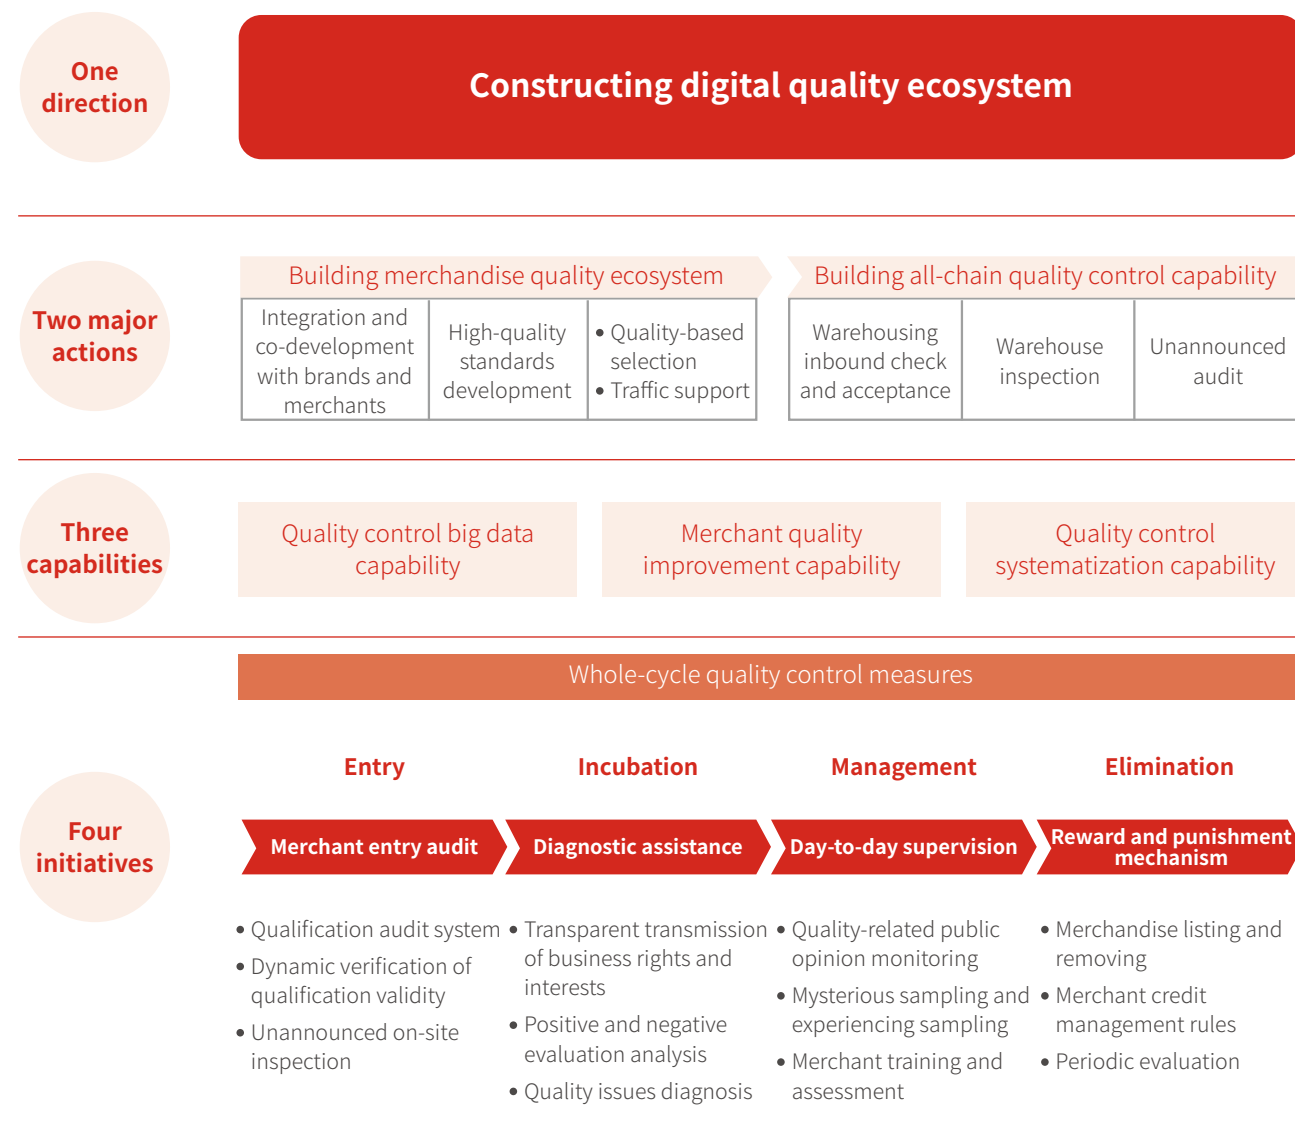 One
direction
Constructing digital quality ecosystem
Two major
actions
Building merchandise quality ecosystem
Integration and
co-development
with brands and
merchants
High-quality
standards
development
• Quality-based
selection
• Traffic support
Building all-chain quality control capability
Warehousing
inbound check
and acceptance
Warehouse
inspection
Unannounced
audit
Three
capabilities
Quality control big data
capability
Merchant quality
improvement capability
Quality control
systematization capability
Four
initiatives
Whole-cycle quality control measures
Entry
Merchant entry audit
• Qualification audit system
• Dynamic verification of
qualification validity
• Unannounced on-site
inspection
Incubation
Diagnostic assistance
• Transparent transmission
of business rights and
interests
• Positive and negative
evaluation analysis
• Quality issues diagnosis
Management
Day-to-day supervision
• Quality-related public
opinion monitoring
• Mysterious sampling and
experiencing sampling
• Merchant training and
assessment
Elimination
Reward and punishment
mechanism
• Merchandise listing and
removing
• Merchant credit
management rules
• Periodic evaluation